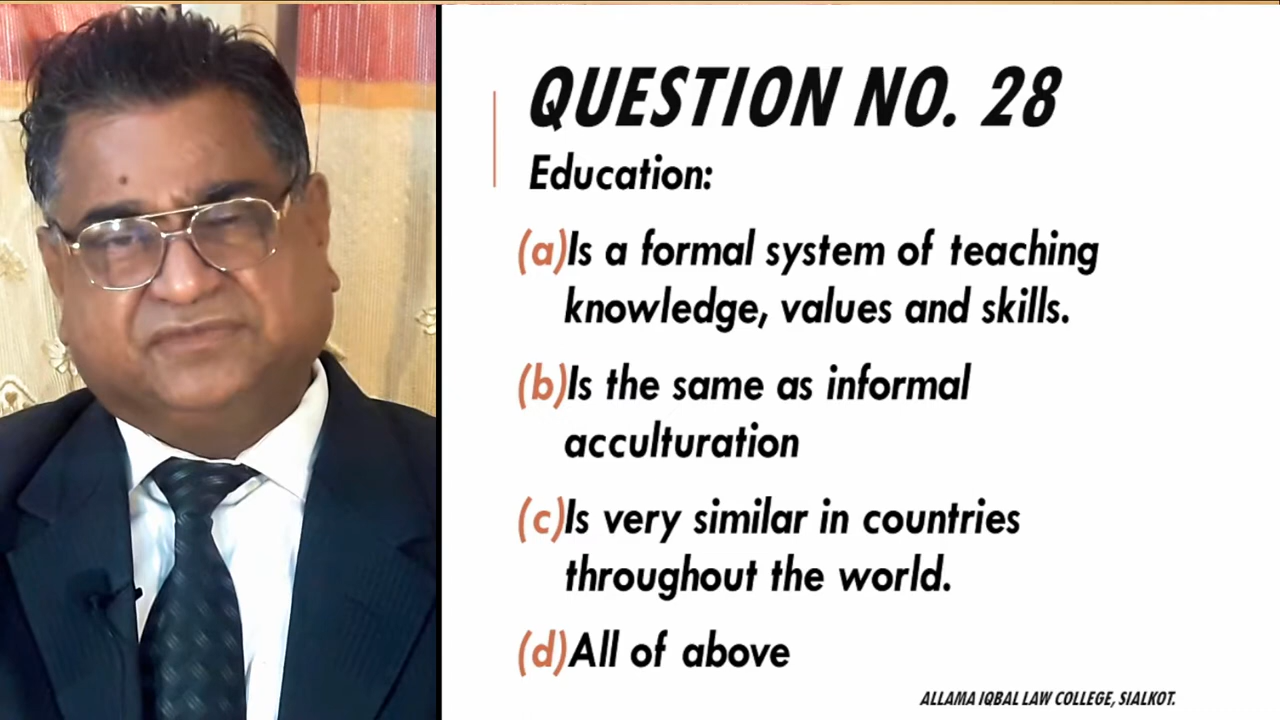 QUESTION NO. 28
Education:
(a)Is a formal system of teaching
knowledge, values and skills.
(b)Is the same as informal
acculturation
(c)Is very similar in countries
throughout the world.
(d)All of above
ALLAMA IQBAL LAW COLLEGE, SIALKOT.